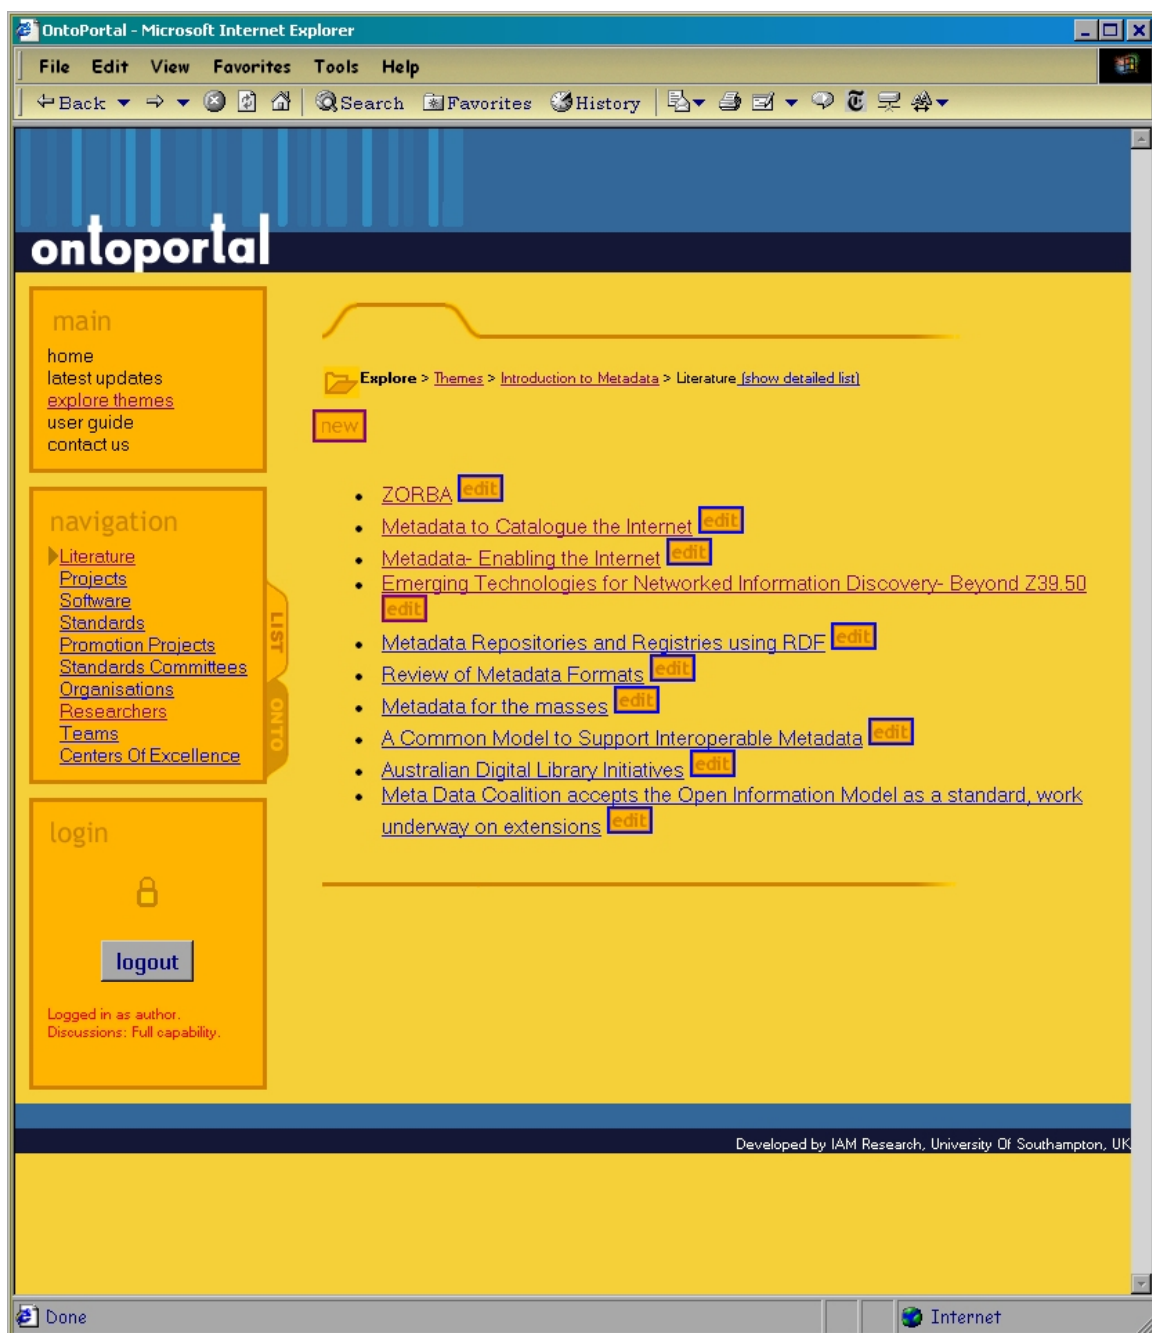 OntoPortal - Microsoft Internet Explorer
File Edit View Favorites Tools Help
Back Search Favorites History
ontoportal
main
home
latest updates
explore themes
user guide
contact us
navigation
Literature
Projects
Software
Standards
Promotion Projects
Standards Committees
Organisations
Researchers
Teams
Centers Of Excellence
LIST
ONTO
login
logout
Logged in as author.
Discussions: Full capability.
Explore > Themes > Introduction to Metadata > Literature [show detailed list]
new
ZORBA edit
Metadata to Catalogue the Internet edit
Metadata- Enabling the Internet edit
Emerging Technologies for Networked Information Discovery- Beyond Z39.50
edit
Metadata Repositories and Registries using RDF edit
Review of Metadata Formats edit
Metadata for the masses edit
A Common Model to Support Interoperable Metadata edit
Australian Digital Library Initiatives edit
Meta Data Coalition accepts the Open Information Model as a standard, work
underway on extensions edit
Developed by IAM Research, University Of Southampton, UK
Done Internet